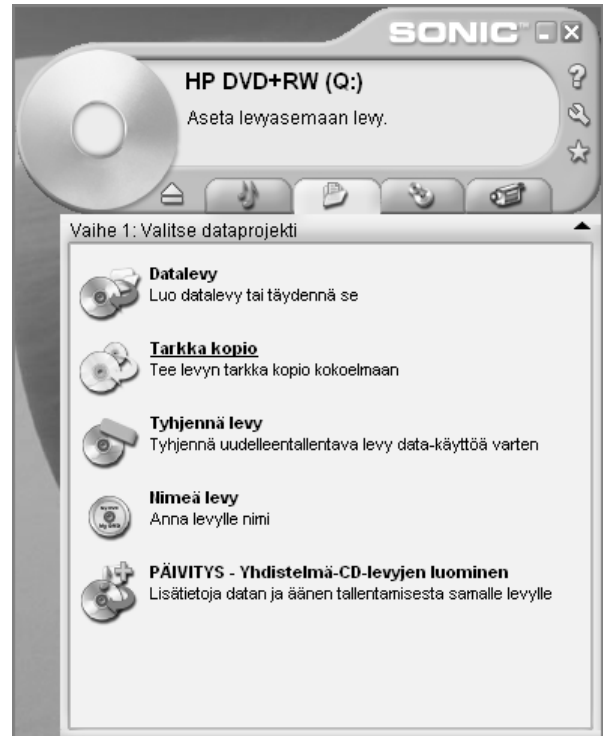 SONIC™
HP DVD+RW (Q:)
Aseta levyasemaan levy.
Vaihe 1: Valitse dataprojekti
Datalevy
Luo datalevy tai täydennä se
Tarkka kopio
Tee levyn tarkka kopio kokoelmaan
Tyhjennä levy
Tyhjennä uudelleentallentava levy data-käyttöä varten
Nimeä levy
Anna levylle nimi
PÄIVITYS - Yhdistelmä-CD-levyjen luominen
Lisätietoja datan ja äänen tallentamisesta samalle levylle